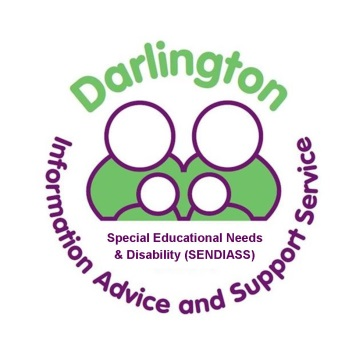 Darlington
Special Educational Needs
& Disability (SENDIASS)
Information Advice and Support Service